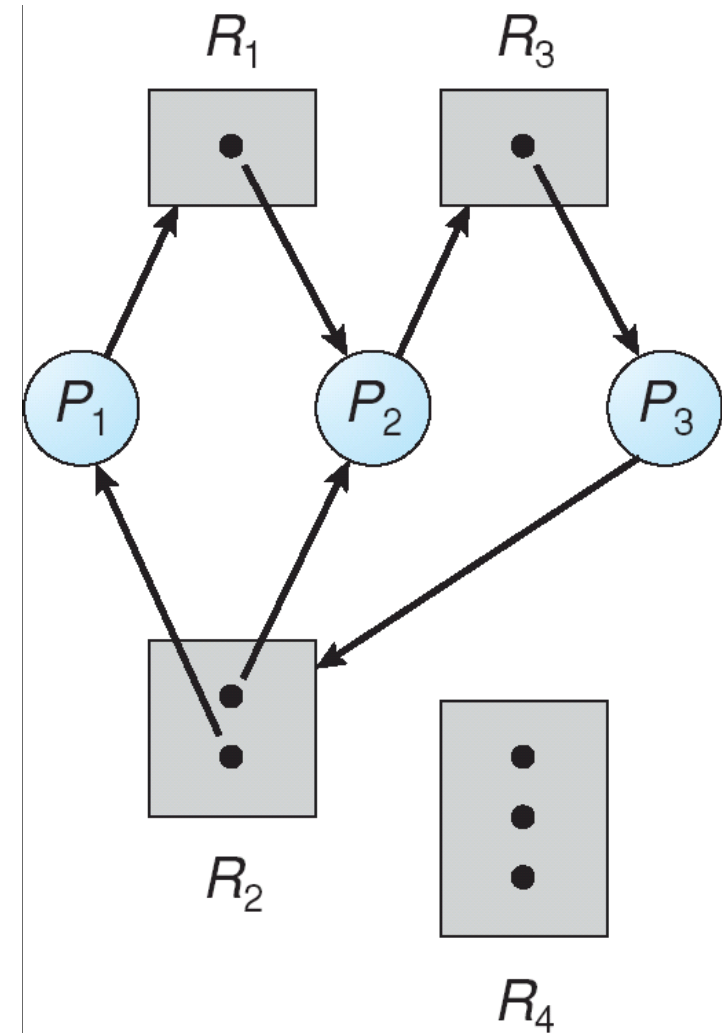 R₁ R₃
P₁ P₂ P₃
R₂
R₄